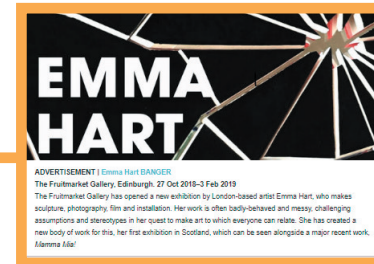 EMMA
HART
ADVERTISEMENT | Emma Hart BANGER
The Fruitmarket Gallery, Edinburgh. 27 Oct 2018–3 Feb 2019
The Fruitmarket Gallery has opened a new exhibition by London-based artist Emma Hart, who makes
sculpture, photography, film and installation. Her work is often badly-behaved and messy, challenging
assumptions and stereotypes in her quest to make art to which everyone can relate. She has created a
new body of work for this, her first exhibition in Scotland, which can be seen alongside a major recent work,
Mamma Mia!